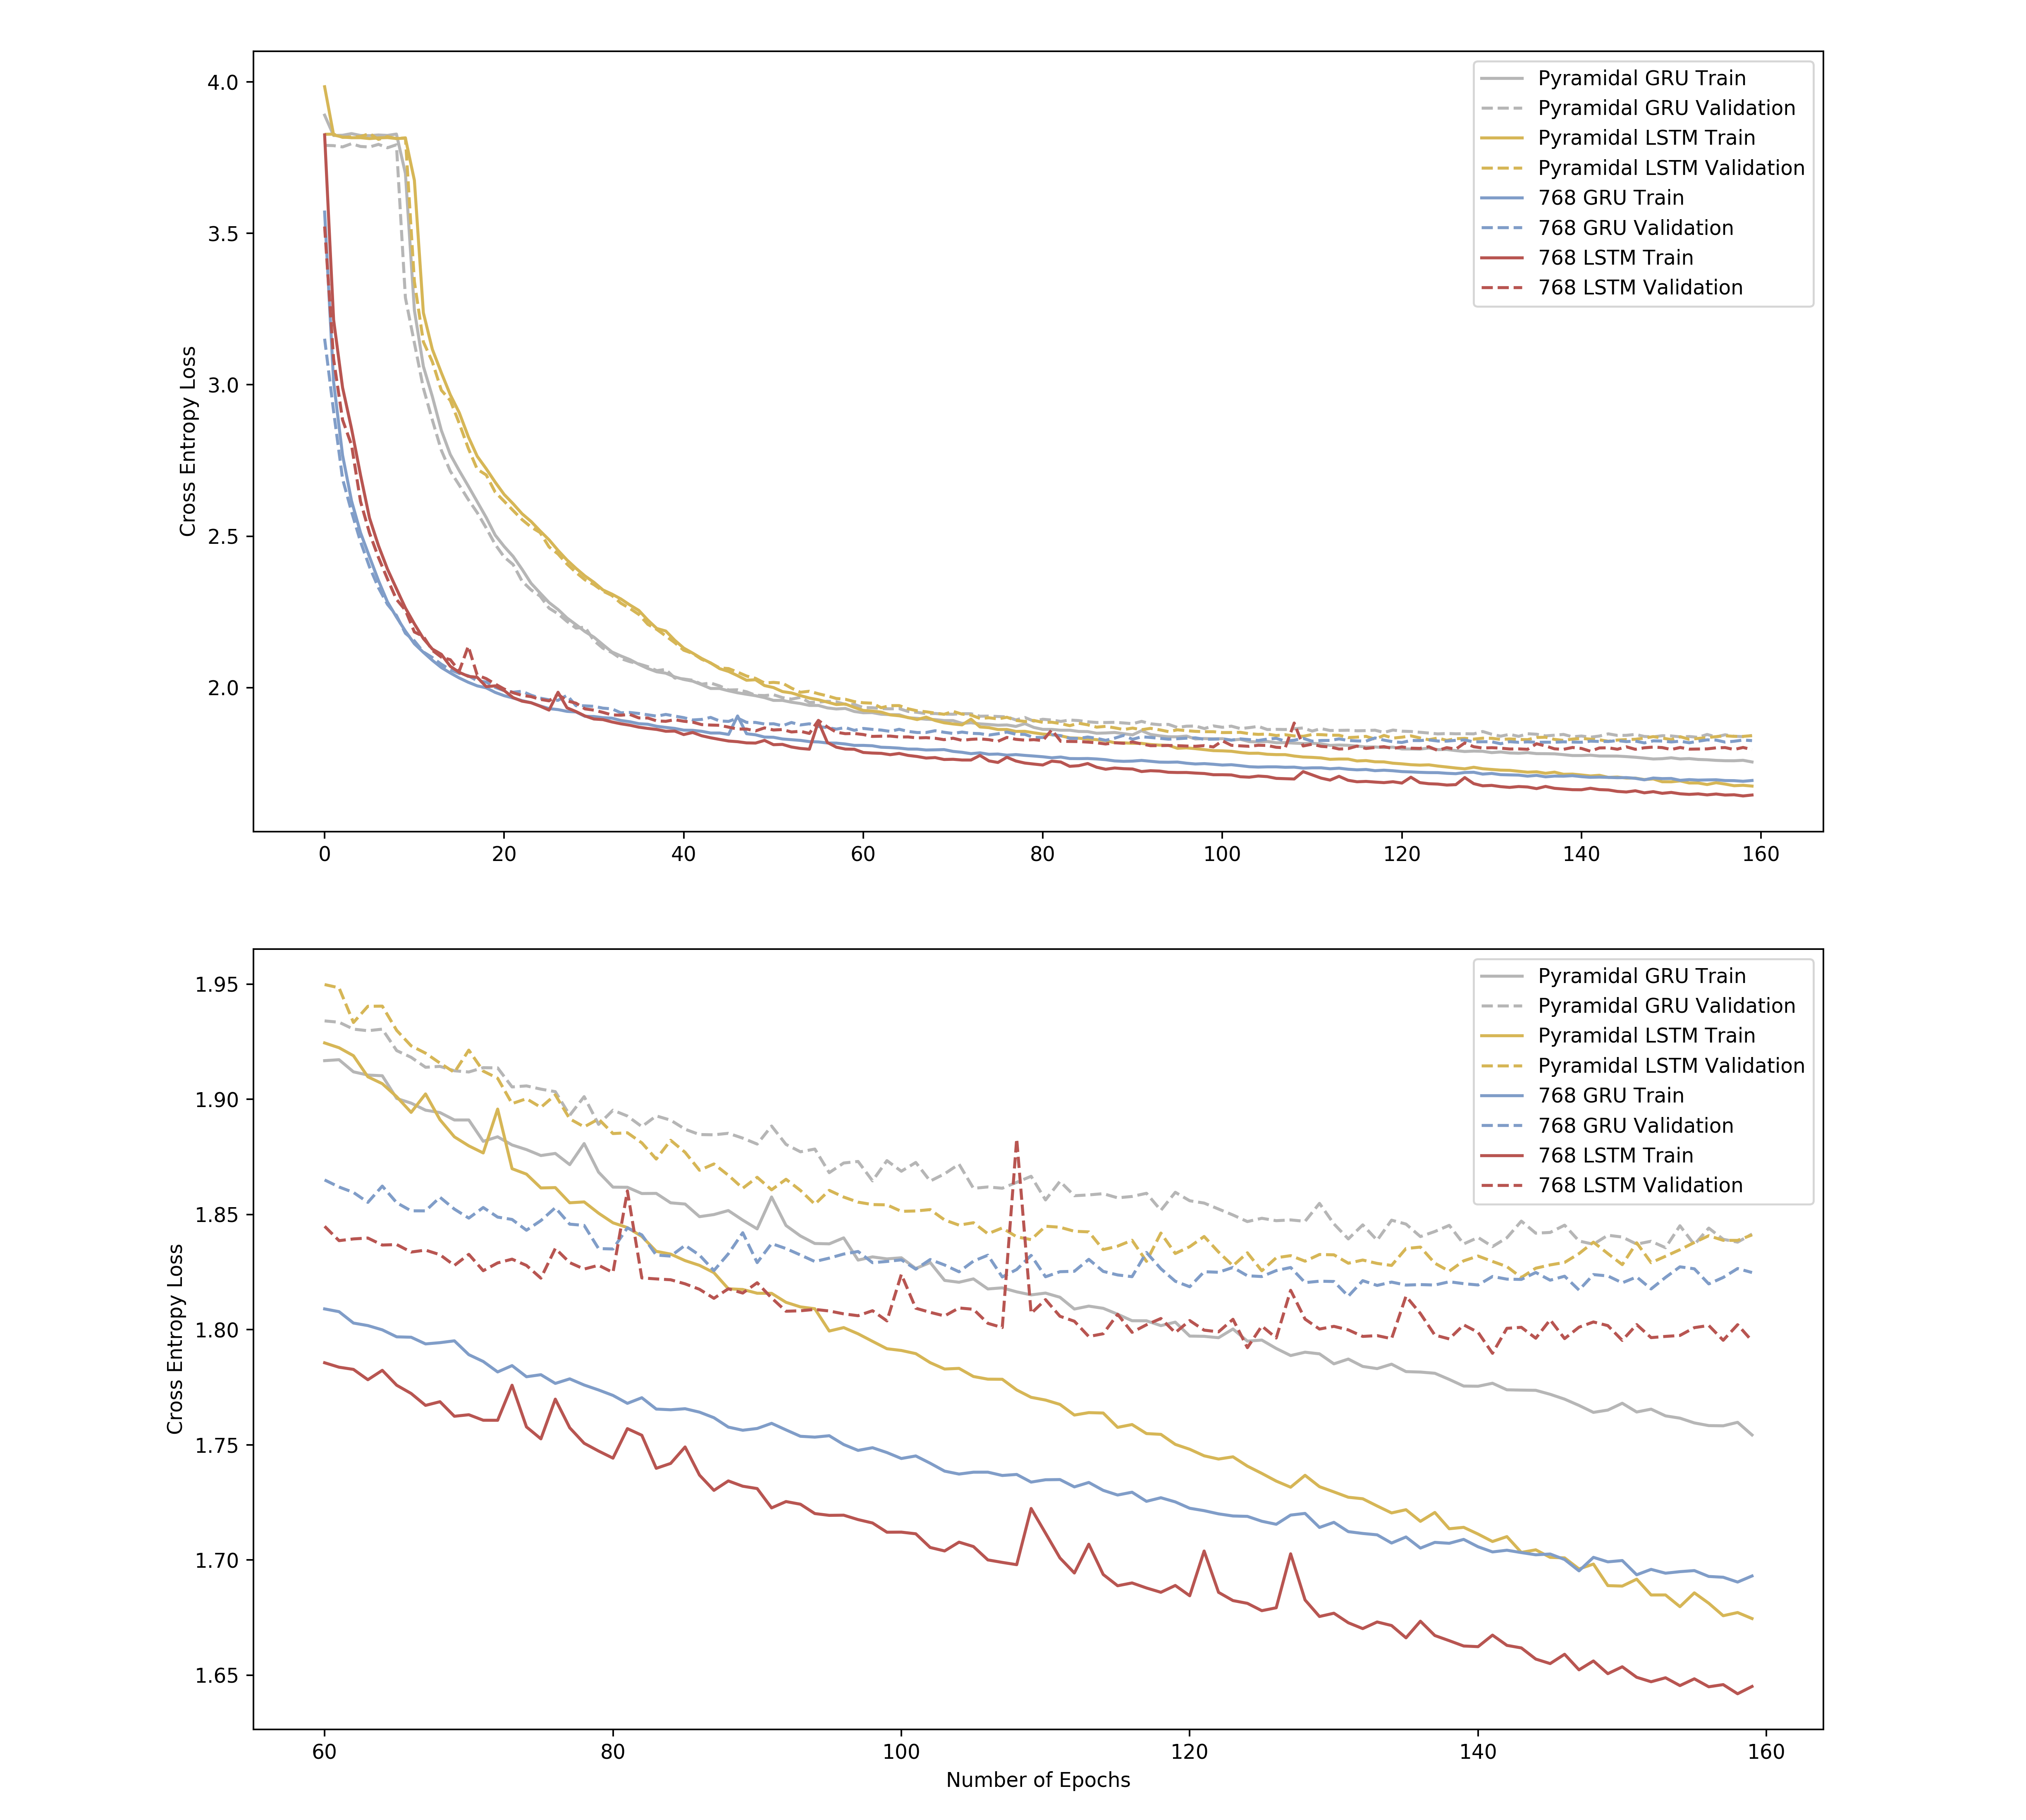 4.0
3.5
3.0
2.5
2.0
Cross Entropy Loss
Pyramidal GRU Train
Pyramidal GRU Validation
Pyramidal LSTM Train
Pyramidal LSTM Validation
768 GRU Train
768 GRU Validation
768 LSTM Train
768 LSTM Validation
0 20 40 60 80 100 120 140 160
1.95
1.90
1.85
1.80
1.75
1.70
1.65
Cross Entropy Loss
Pyramidal GRU Train
Pyramidal GRU Validation
Pyramidal LSTM Train
Pyramidal LSTM Validation
768 GRU Train
768 GRU Validation
768 LSTM Train
768 LSTM Validation
60 80 100 120 140 160
Number of Epochs